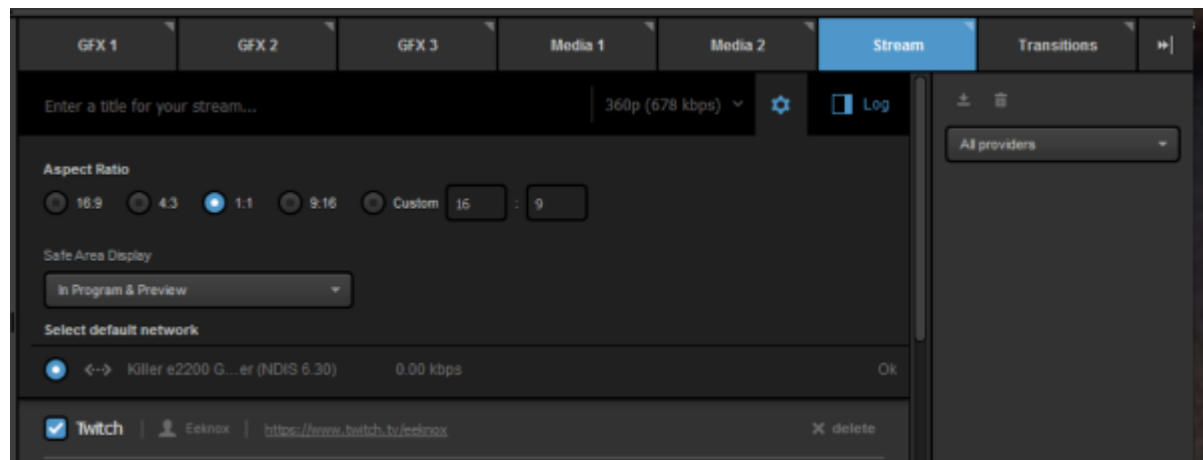 GFX 1 GFX 2 GFX 3 Media 1 Media 2 Stream Transitions
Enter a title for your stream... 360p (678 kbps) Log
All providers
Aspect Ratio
16:9 4:3 1:1 9:16 Custom 16 : 9
Safe Area Display
In Program & Preview
Select default network
Killer e2200 G...er (NDIS 6.30) 0.00 kbps Ok
Twitch | Eeknox | https://www.twitch.tv/eeknox X delete